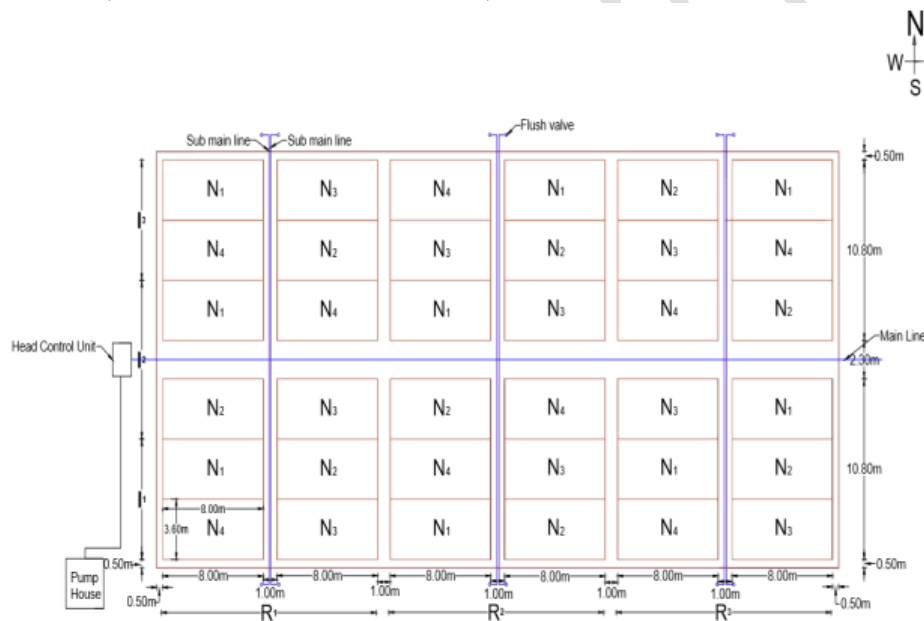 N
W
S
Flush valve
Sub main line Sub main line
0.50m
N1 N3 N4 N1 N2 N1
I3
N4 N2 N3 N2 N3 N4
10.80m
N1 N4 N1 N3 N4 N2
Head Control Unit
Main Line
I2
2.30m
N2 N3 N2 N4 N3 N1
N1 N2 N4 N3 N1 N2
10.80m
I1
8.00m
3.60m
N4 N3 N1 N2 N4 N3
0.50m
0.50m
Pump
House
8.00m 8.00m 8.00m 8.00m 8.00m 8.00m
0.50m 1.00m 1.00m 1.00m 1.00m 1.00m 0.50m
R1 R2 R3